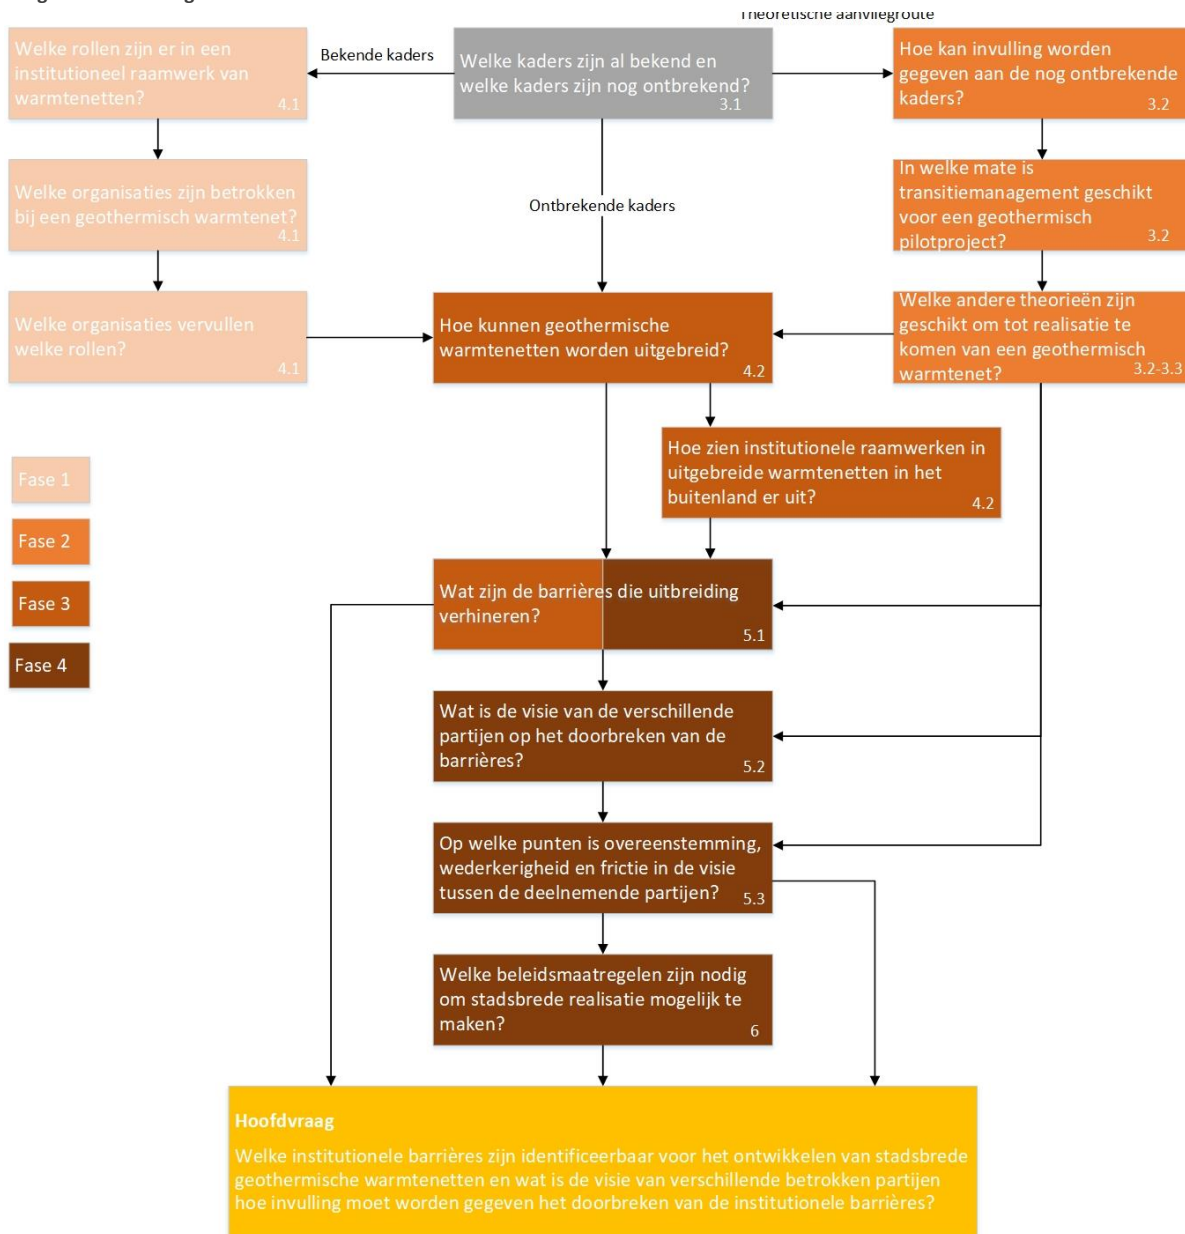 Theoretische aanvliegroute
Welke rollen zijn er in een
institutioneel raamwerk van
warmtenetten?
4.1
Bekende kaders
Welke kaders zijn al bekend en
welke kaders zijn nog ontbrekend?
3.1
Hoe kan invulling worden
gegeven aan de nog ontbrekende
kaders?
3.2
Welke organisaties zijn betrokken
bij een geothermisch warmtenet?
4.1
Ontbrekende kaders
In welke mate is
transitiemanagement geschikt
voor een geothermisch
pilotproject?
3.2
Welke organisaties vervullen
welke rollen?
4.1
Hoe kunnen geothermische
warmtenetten worden uitgebreid?
4.2
Welke andere theorieën zijn
geschikt om tot realisatie te
komen van een geothermisch
warmtenet?
3.2-3.3
Hoe zien institutionele raamwerken in
uitgebreide warmtenetten in het
buitenland er uit?
4.2
Fase 1
Fase 2
Fase 3
Fase 4
Wat zijn de barrières die uitbreiding
verhineren?
5.1
Wat is de visie van de verschillende
partijen op het doorbreken van de
barrières?
5.2
Op welke punten is overeenstemming,
wederkerigheid en frictie in de visie
tussen de deelnemende partijen?
5.3
Welke beleidsmaatregelen zijn nodig
om stadsbrede realisatie mogelijk te
maken?
6
Hoofdvraag
Welke institutionele barrières zijn identificeerbaar voor het ontwikkelen van stadsbrede
geothermische warmtenetten en wat is de visie van verschillende betrokken partijen
hoe invulling moet worden gegeven het doorbreken van de institutionele barrières?